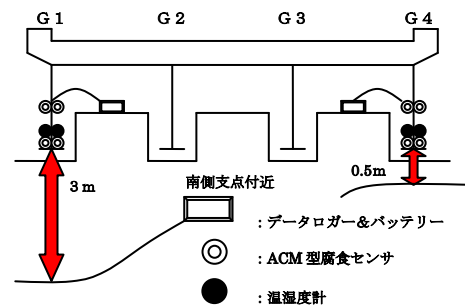 G 1 G 2 G 3 G 4
3 m
0.5m
南側支点付近
: データロガー&バッテリー
: ACM 型腐食センサ
: 温湿度計